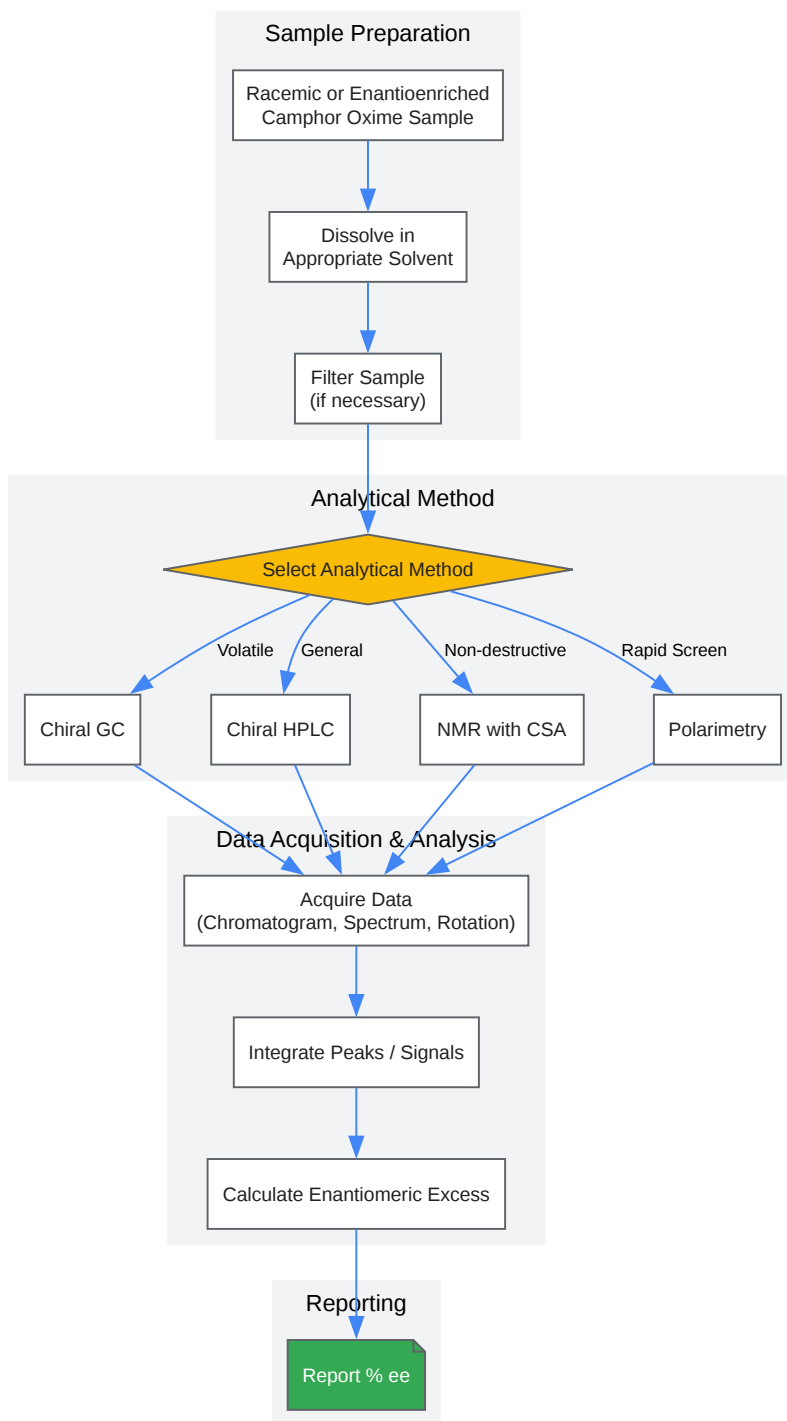 Sample Preparation
Racemic or Enantioenriched
Camphor Oxime Sample
Dissolve in
Appropriate Solvent
Filter Sample
(if necessary)
Analytical Method
Select Analytical Method
Volatile
General
Non-destructive
Rapid Screen
Chiral GC
Chiral HPLC
NMR with CSA
Polarimetry
Data Acquisition & Analysis
Acquire Data
(Chromatogram, Spectrum, Rotation)
Integrate Peaks / Signals
Calculate Enantiomeric Excess
Reporting
Report % ee